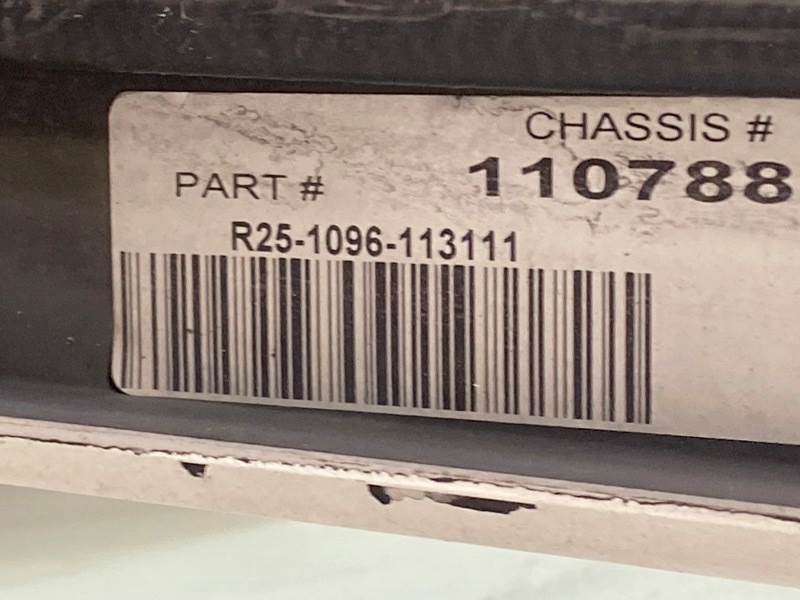 CHASSIS #
110788
PART #
R25-1096-113111